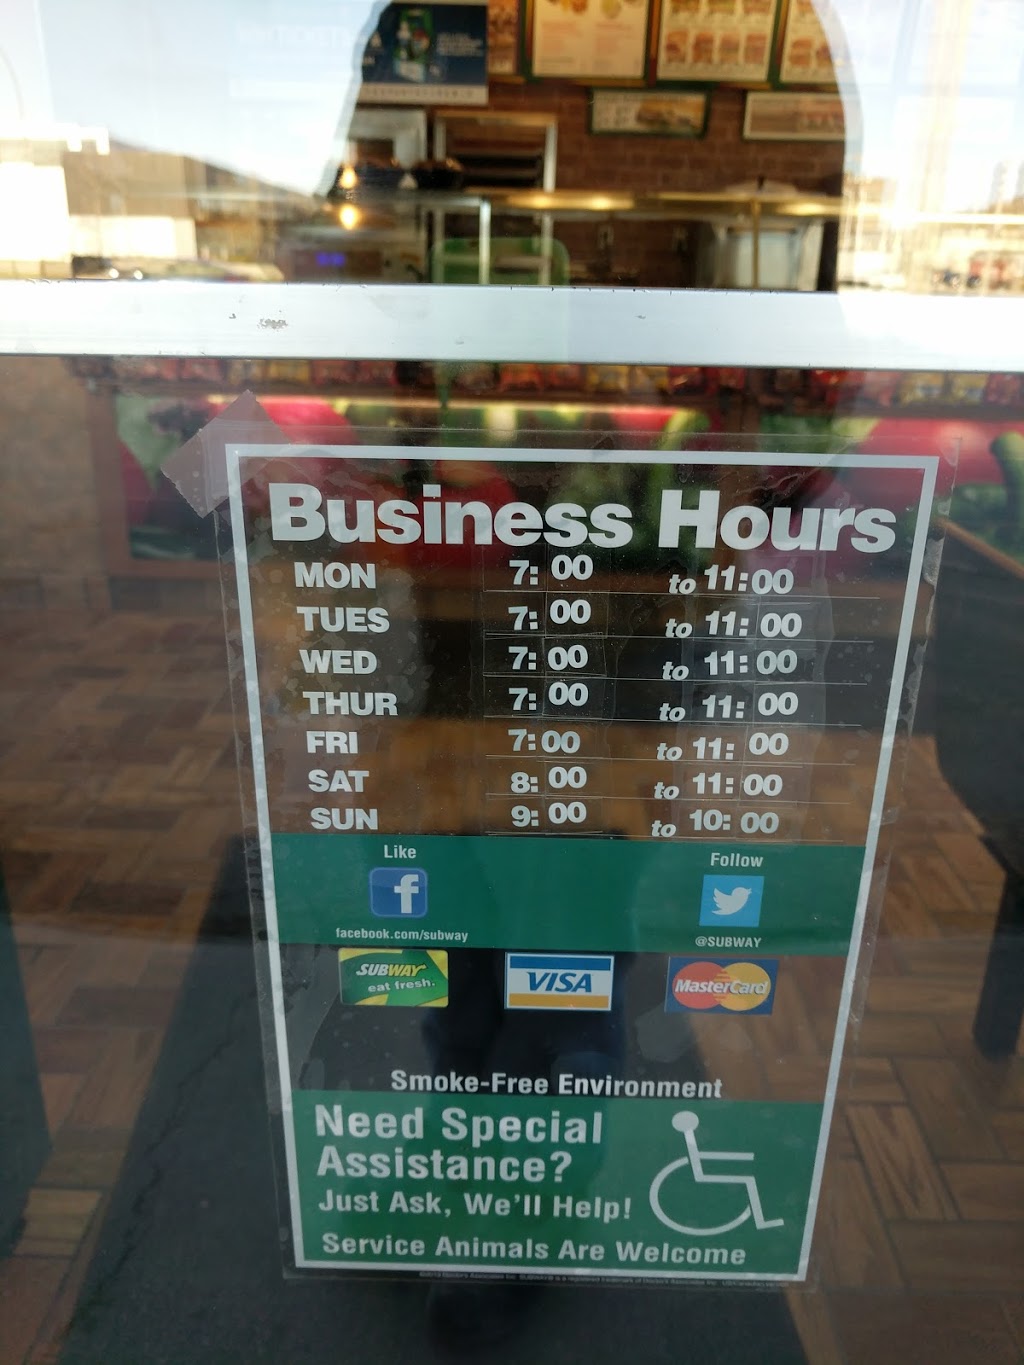 Business Hours
MON 7:00 to 11:00
TUES 7:00 to 11:00
WED 7:00 to 11:00
THUR 7:00 to 11:00
FRI 7:00 to 11:00
SAT 8:00 to 11:00
SUN 9:00 to 10:00
Like Follow
f
facebook.com/subway @SUBWAY
SUBWAY eat fresh. VISA MasterCard
Smoke-Free Environment
Need Special
Assistance?
Just Ask, We'll Help!
Service Animals Are Welcome